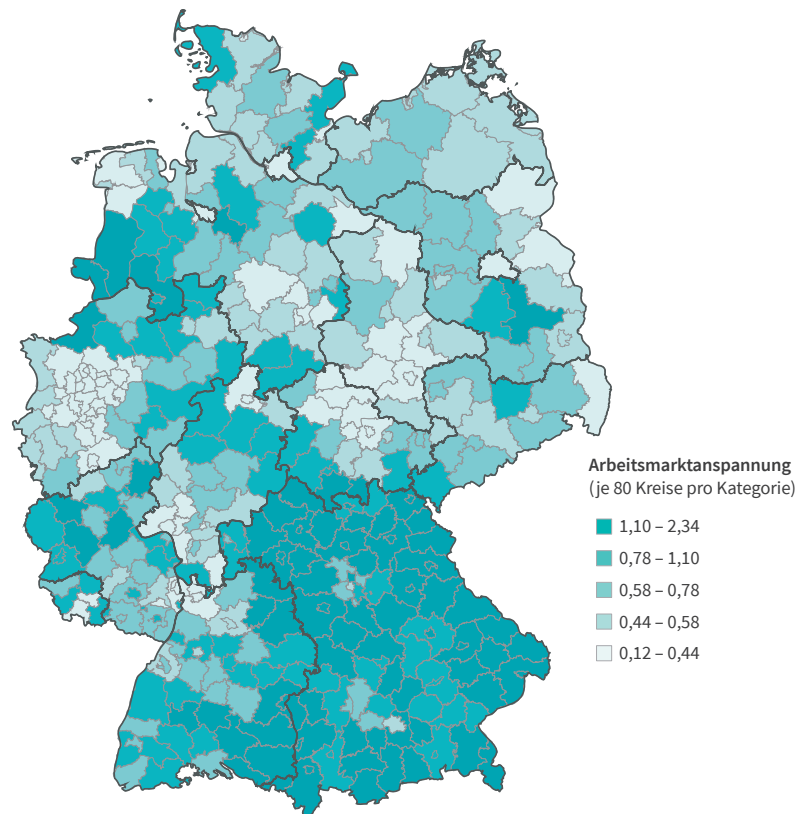 Arbeitsmarktanspannung
(je 80 Kreise pro Kategorie)
1,10 – 2,34
0,78 – 1,10
0,58 – 0,78
0,44 – 0,58
0,12 – 0,44